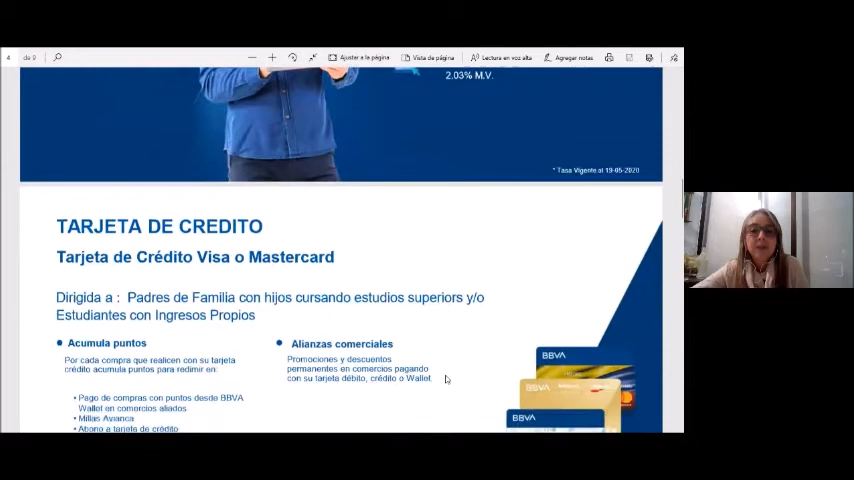 4 de 9
Ajustar a la página
Vista de página
Lectura en voz alta
Agregar notas
2.03% M.V.
* Tasa Vigente al 19-05-2020
TARJETA DE CREDITO
Tarjeta de Crédito Visa o Mastercard
Dirigida a : Padres de Familia con hijos cursando estudios superiors y/o
Estudiantes con Ingresos Propios
Acumula puntos
Por cada compra que realicen con su tarjeta
crédito acumula puntos para redimir en:
• Pago de compras con puntos desde BBVA
Wallet en comercios aliados
• Millas Avianca
• Abono a tarjeta de crédito
Alianzas comerciales
Promociones y descuentos
permanentes en comercios pagando
con su tarjeta débito, crédito o Wallet.
BBVA
BBVA
BBVA